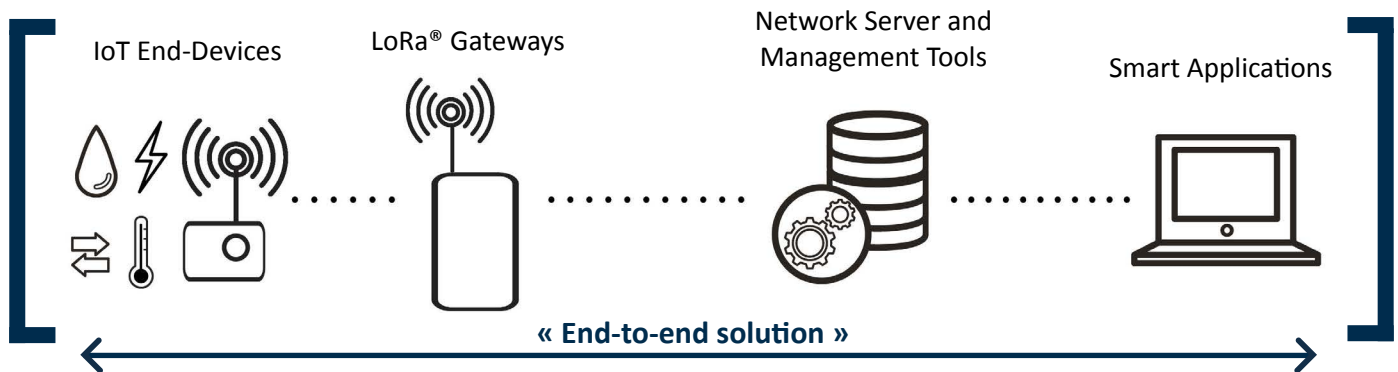 IoT End-Devices
LoRa® Gateways
Network Server and
Management Tools
Smart Applications
« End-to-end solution »